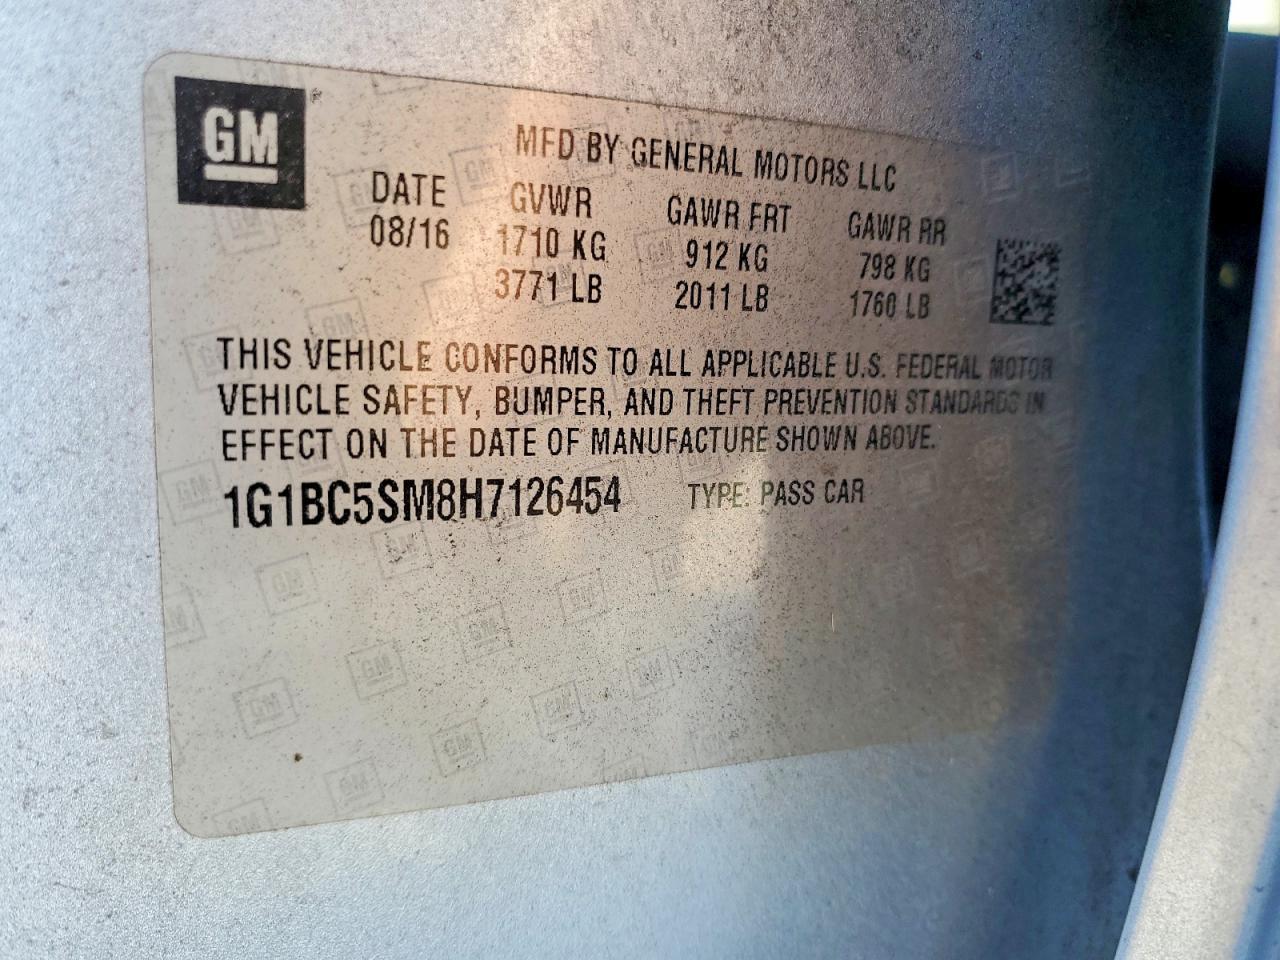 GM
MFD BY GENERAL MOTORS LLC
DATE GVWR GAWR FRT GAWR RR
08/16 1710 KG 912 KG 798 KG
3771 LB 2011 LB 1760 LB
THIS VEHICLE CONFORMS TO ALL APPLICABLE U.S. FEDERAL MOTOR
VEHICLE SAFETY, BUMPER, AND THEFT PREVENTION STANDARDS IN
EFFECT ON THE DATE OF MANUFACTURE SHOWN ABOVE.
1G1BC5SM8H7126454 TYPE: PASS CAR